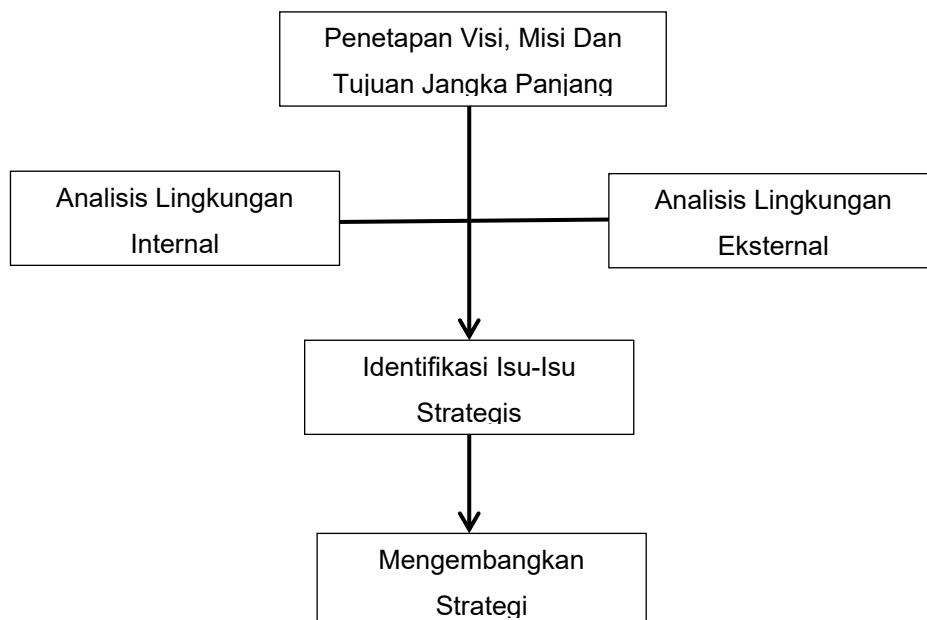 Penetapan Visi, Misi Dan
Tujuan Jangka Panjang
Analisis Lingkungan
Internal
Analisis Lingkungan
Eksternal
Identifikasi Isu-Isu
Strategis
Mengembangkan
Strategi